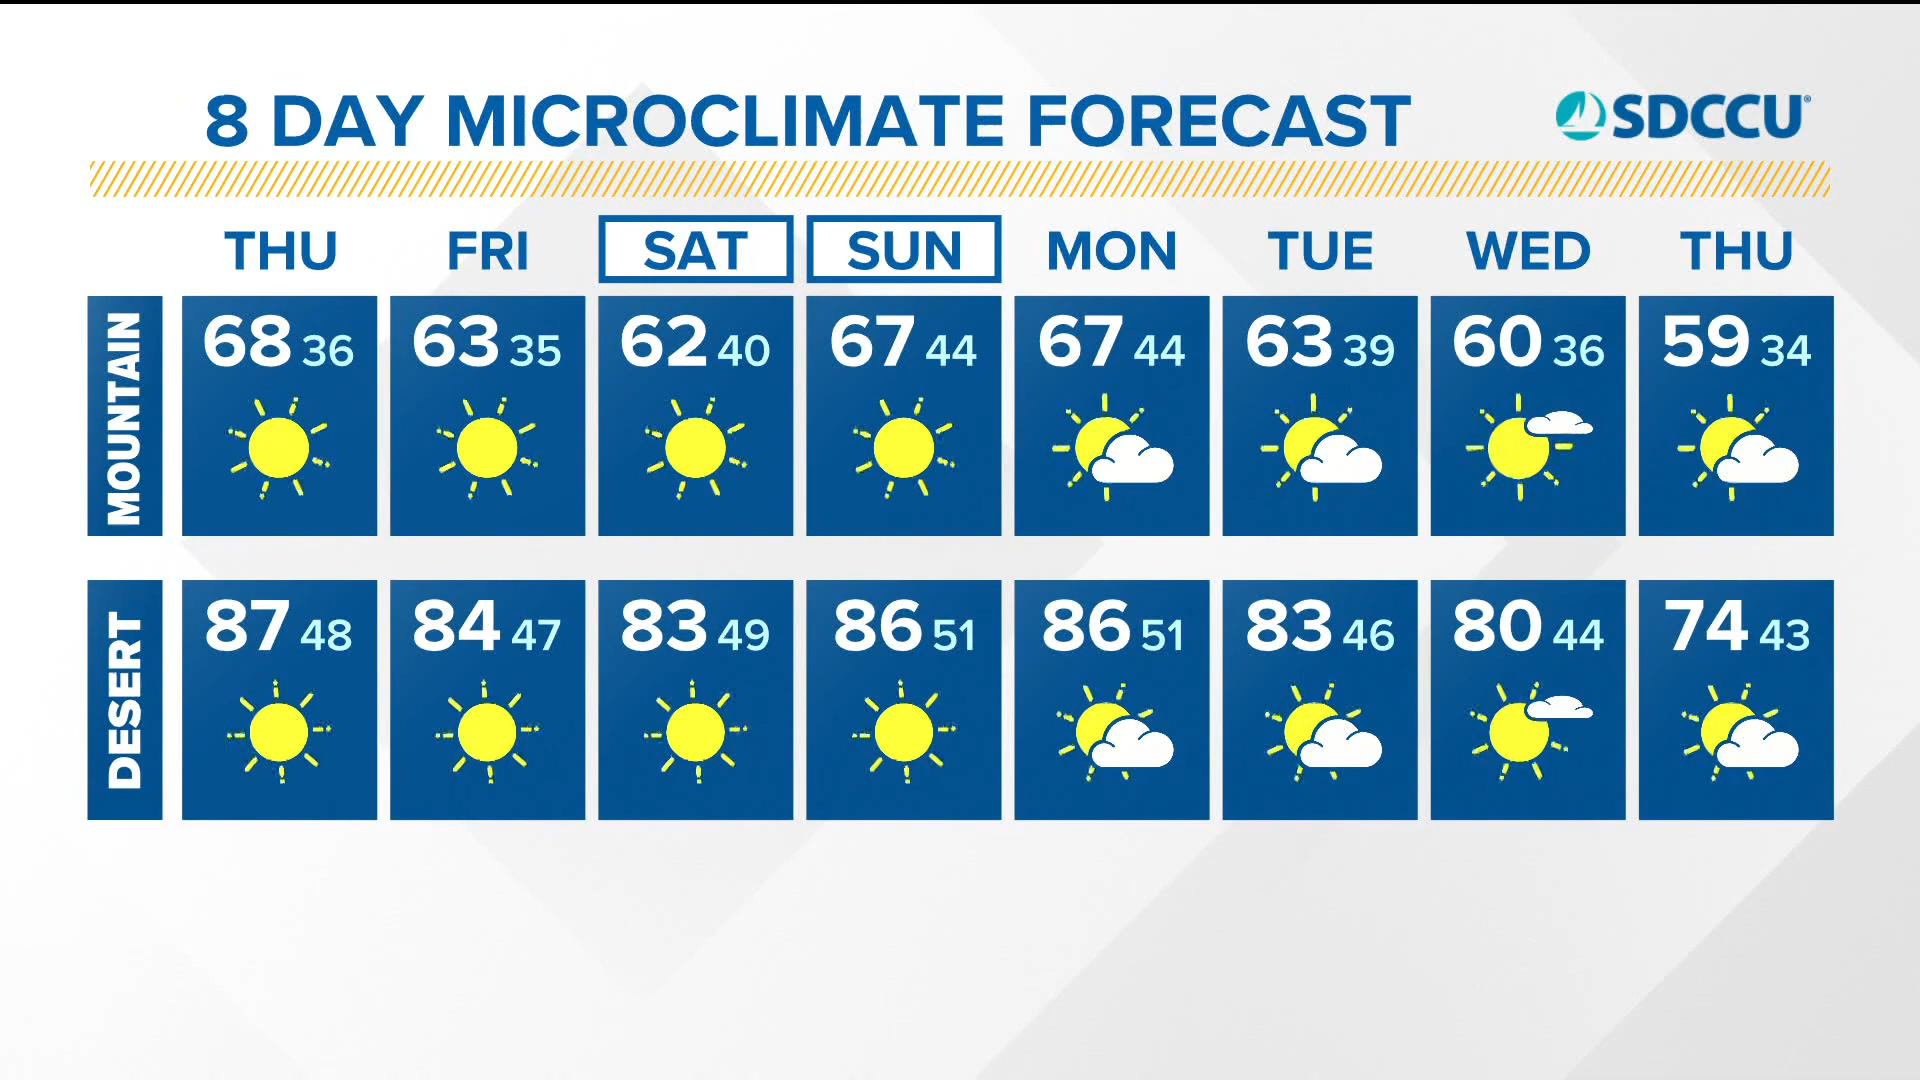 8 DAY MICROCLIMATE FORECAST
SDCCU®
THU FRI SAT SUN MON TUE WED THU
MOUNTAIN
68 36 63 35 62 40 67 44 67 44 63 39 60 36 59 34
DESERT
87 48 84 47 83 49 86 51 86 51 83 46 80 44 74 43